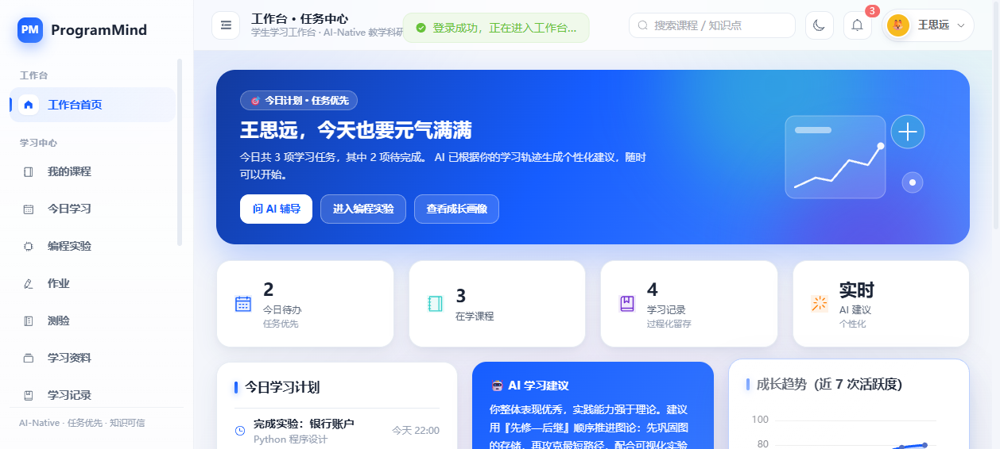 PM ProgramMind
工作台
工作台首页
学习中心
我的课程
今日学习
编程实验
作业
测验
学习资料
学习记录
AI-Native · 任务优先 · 知识可信
工作台 • 任务中心
学生学习工作台 · AI-Native 教学科研
登录成功，正在进入工作台...
搜索课程 / 知识点
3
王思远
今日计划 • 任务优先
王思远，今天也要元气满满
今日共 3 项学习任务，其中 2 项待完成。 AI 已根据你的学习轨迹生成个性化建议，随时
可以开始。
问 AI 辅导
进入编程实验
查看成长画像
2
今日待办
任务优先
3
在学课程
4
学习记录
过程化留存
实时
AI 建议
个性化
今日学习计划
完成实验：银行账户
Python 程序设计
今天 22:00
AI 学习建议
你整体表现优秀，实践能力强于理论。建议
用『先修—后继』顺序推进图论：先巩固图
的存储，再攻克最短路径，配合可视化实验
成长趋势（近 7 次活跃度）
100
80